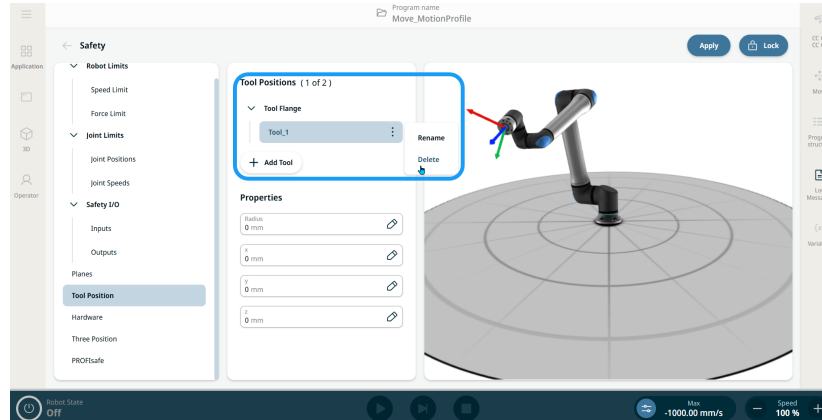 Program name
Move_MotionProfile
Safety
Apply
Lock
Application
3D
Operator
Robot Limits
Speed Limit
Force Limit
Joint Limits
Joint Positions
Joint Speeds
Safety I/O
Inputs
Outputs
Planes
Tool Position
Hardware
Three Position
PROFIsafe
Tool Positions (1 of 2)
Tool Flange
Tool_1
Rename
Delete
+ Add Tool
Properties
Radius
0 mm
x
0 mm
y
0 mm
z
0 mm
Robot State
Off
Max
-1000.00 mm/s
Speed
100 %